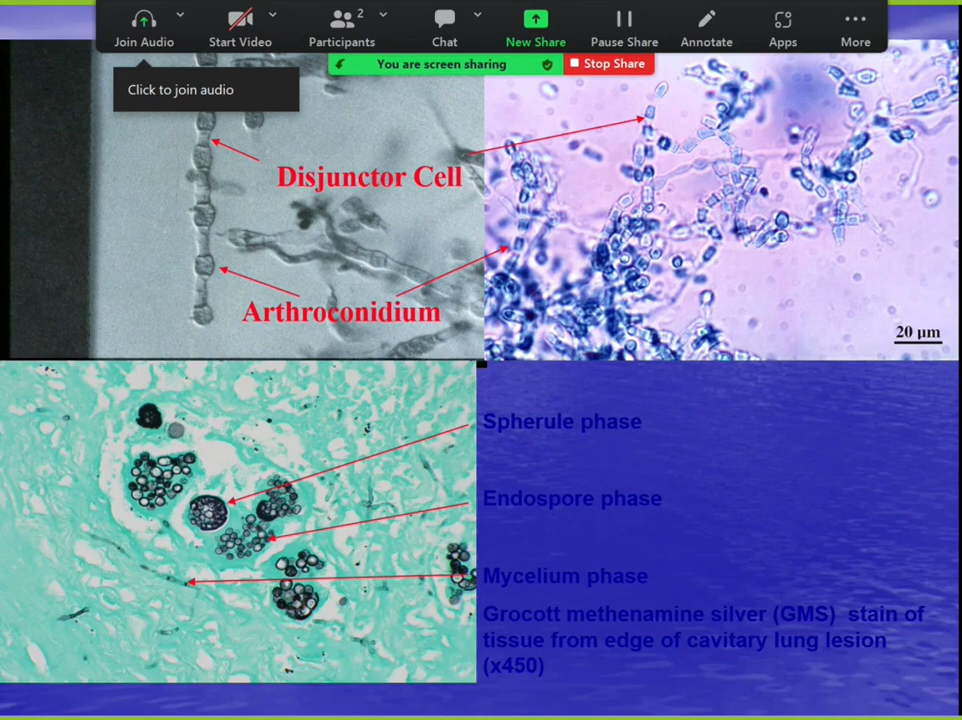 Join Audio
Start Video
2
Participants
Chat
New Share
Pause Share
Annotate
Apps
More
You are screen sharing
Stop Share
Click to join audio
Disjunctor Cell
Arthroconidium
20 µm
Spherule phase
Endospore phase
Mycelium phase
Grocott methenamine silver (GMS) stain of
tissue from edge of cavitary lung lesion
(x450)